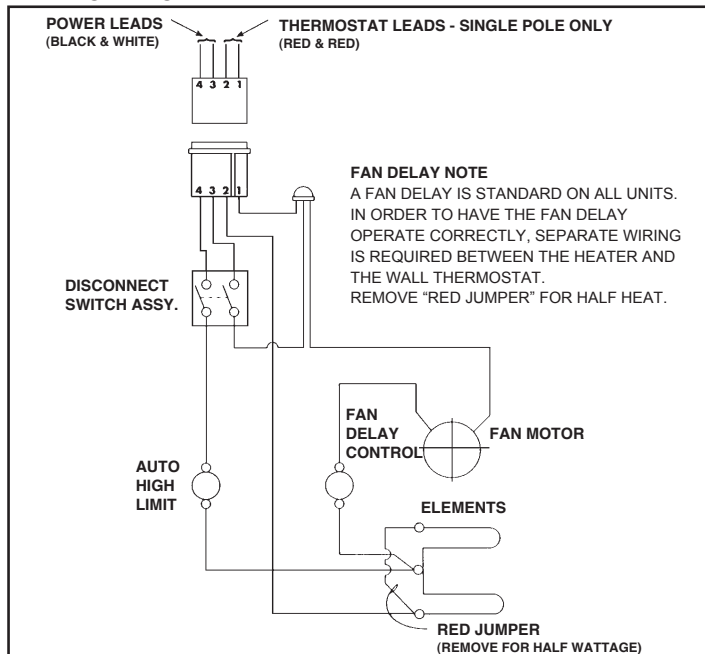 POWER LEADS
(BLACK & WHITE)
THERMOSTAT LEADS - SINGLE POLE ONLY
(RED & RED)
4 3 2 1
4 3 2 1
FAN DELAY NOTE
A FAN DELAY IS STANDARD ON ALL UNITS.
IN ORDER TO HAVE THE FAN DELAY
OPERATE CORRECTLY, SEPARATE WIRING
IS REQUIRED BETWEEN THE HEATER AND
THE WALL THERMOSTAT.
REMOVE “RED JUMPER” FOR HALF HEAT.
DISCONNECT
SWITCH ASSY.
FAN
DELAY
CONTROL
FAN MOTOR
AUTO
HIGH
LIMIT
ELEMENTS
RED JUMPER
(REMOVE FOR HALF WATTAGE)